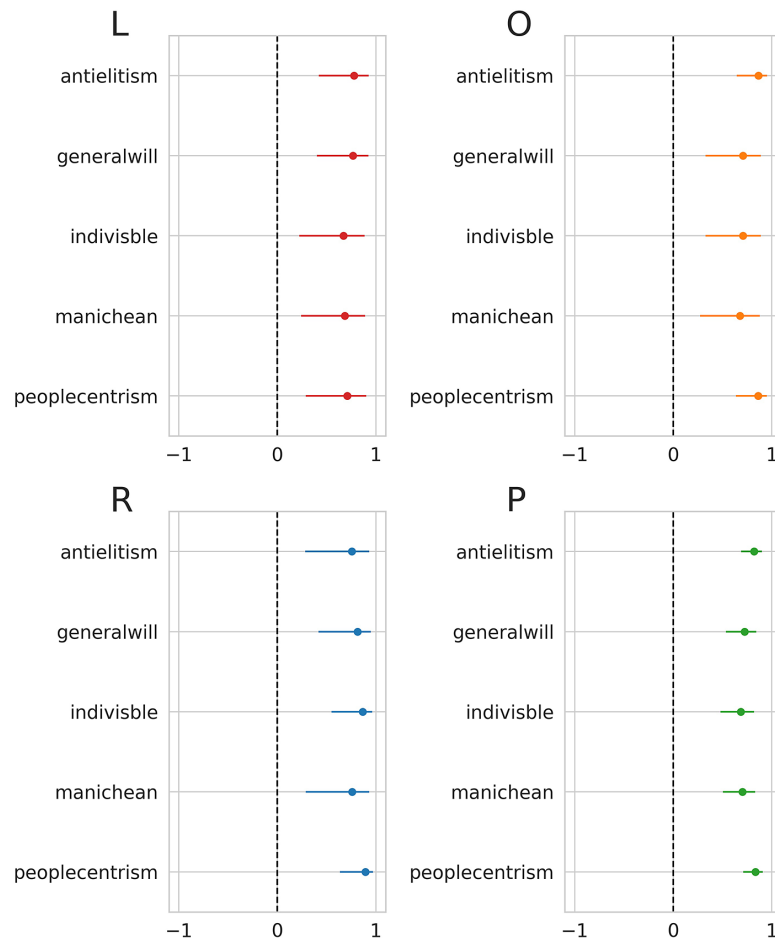 L
antielitism
generalwill
indivisble
manichean
peoplecentrism
−1 0 1
O
antielitism
generalwill
indivisble
manichean
peoplecentrism
−1 0 1
R
antielitism
generalwill
indivisble
manichean
peoplecentrism
−1 0 1
P
antielitism
generalwill
indivisble
manichean
peoplecentrism
−1 0 1